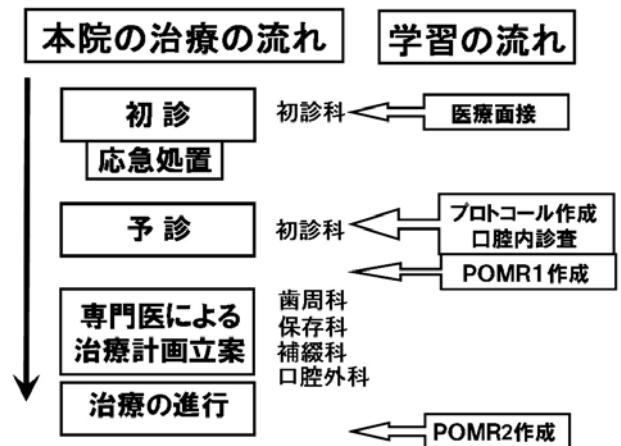 本院の治療の流れ
学習の流れ
初診
初診科
医療面接
応急処置
予診
初診科
プロトコール作成
口腔内診査
POMR1作成
専門医による
治療計画立案
歯周科
保存科
補綴科
口腔外科
治療の進行
POMR2作成